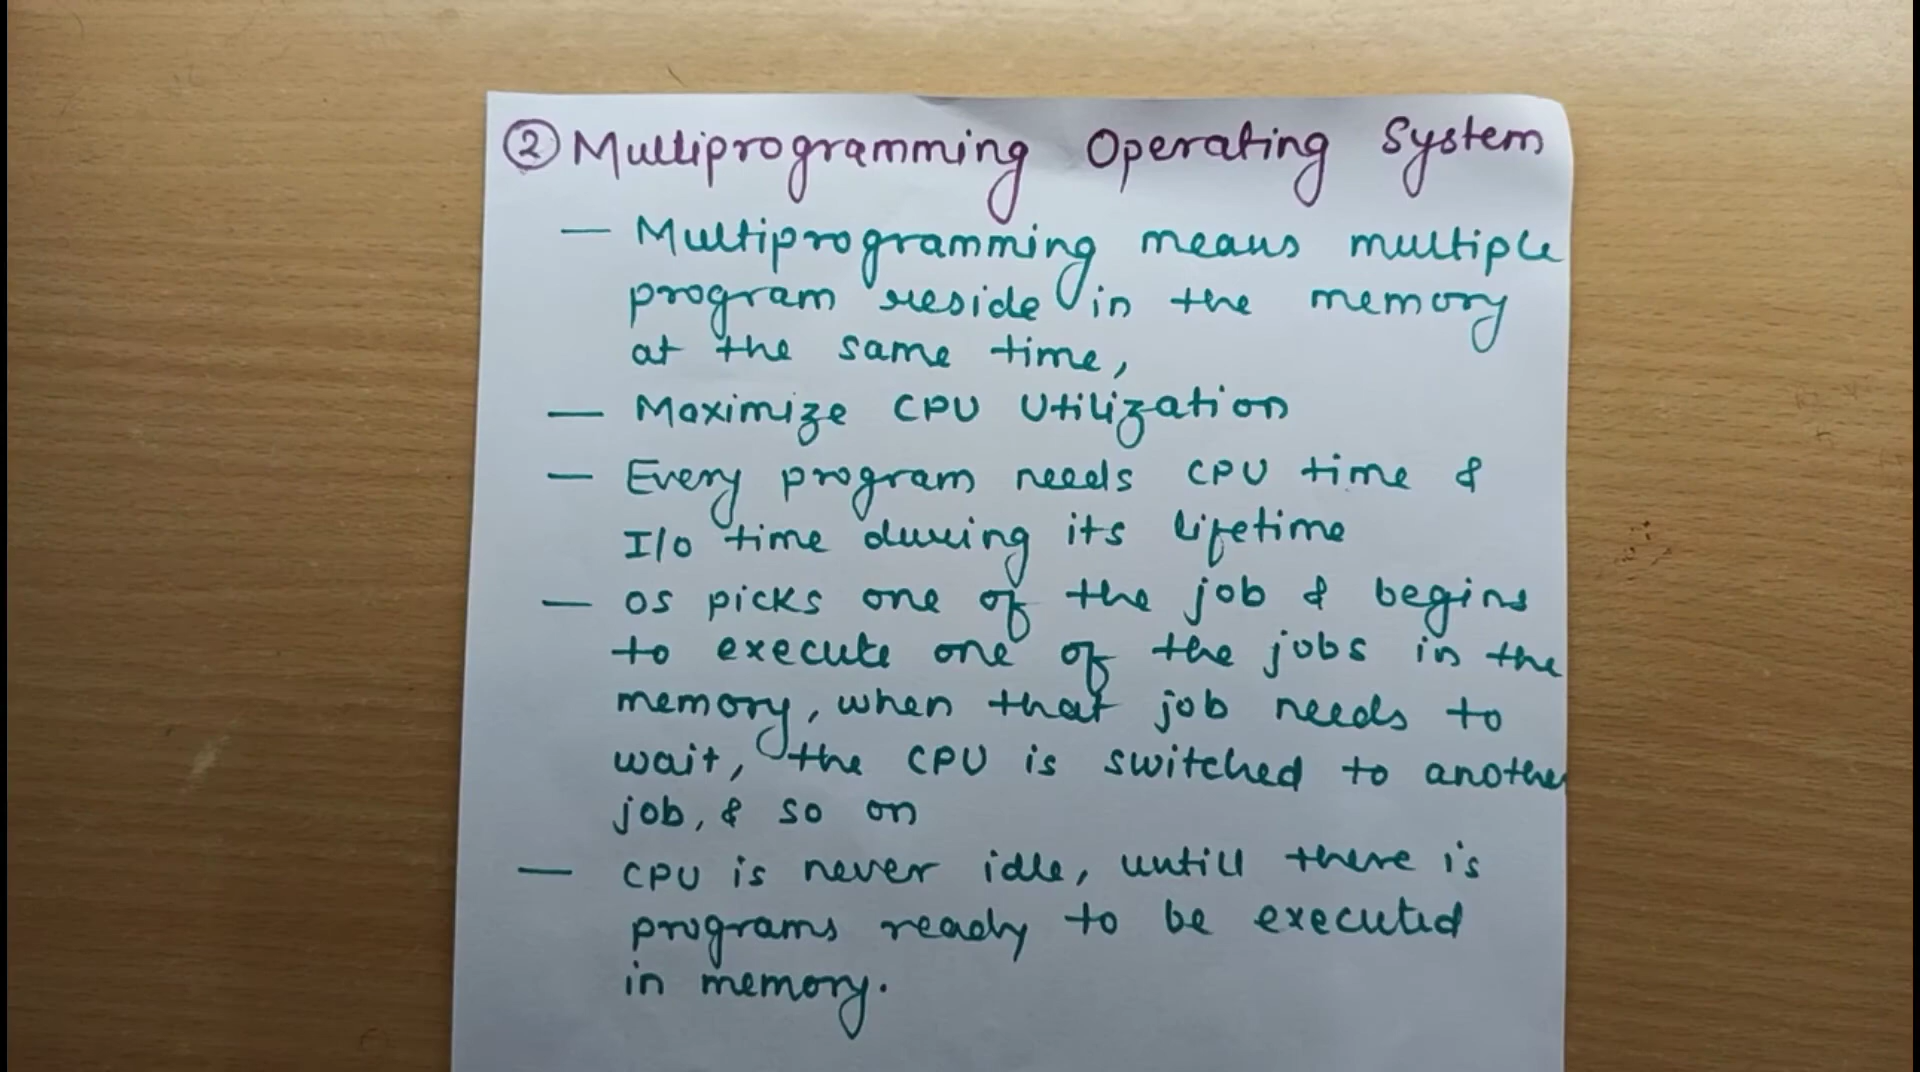 ② Multiprogramming Operating System
— Multiprogramming means multiple
program reside in the memory
at the same time,
— Maximize CPU Utilization
— Every program needs CPU time &
I/O time during its lifetime
— OS picks one of the job & begins
to execute one of the jobs in the
memory, when that job needs to
wait, the CPU is switched to another
job, & so on
— CPU is never idle, untill there is
programs ready to be executed
in memory.